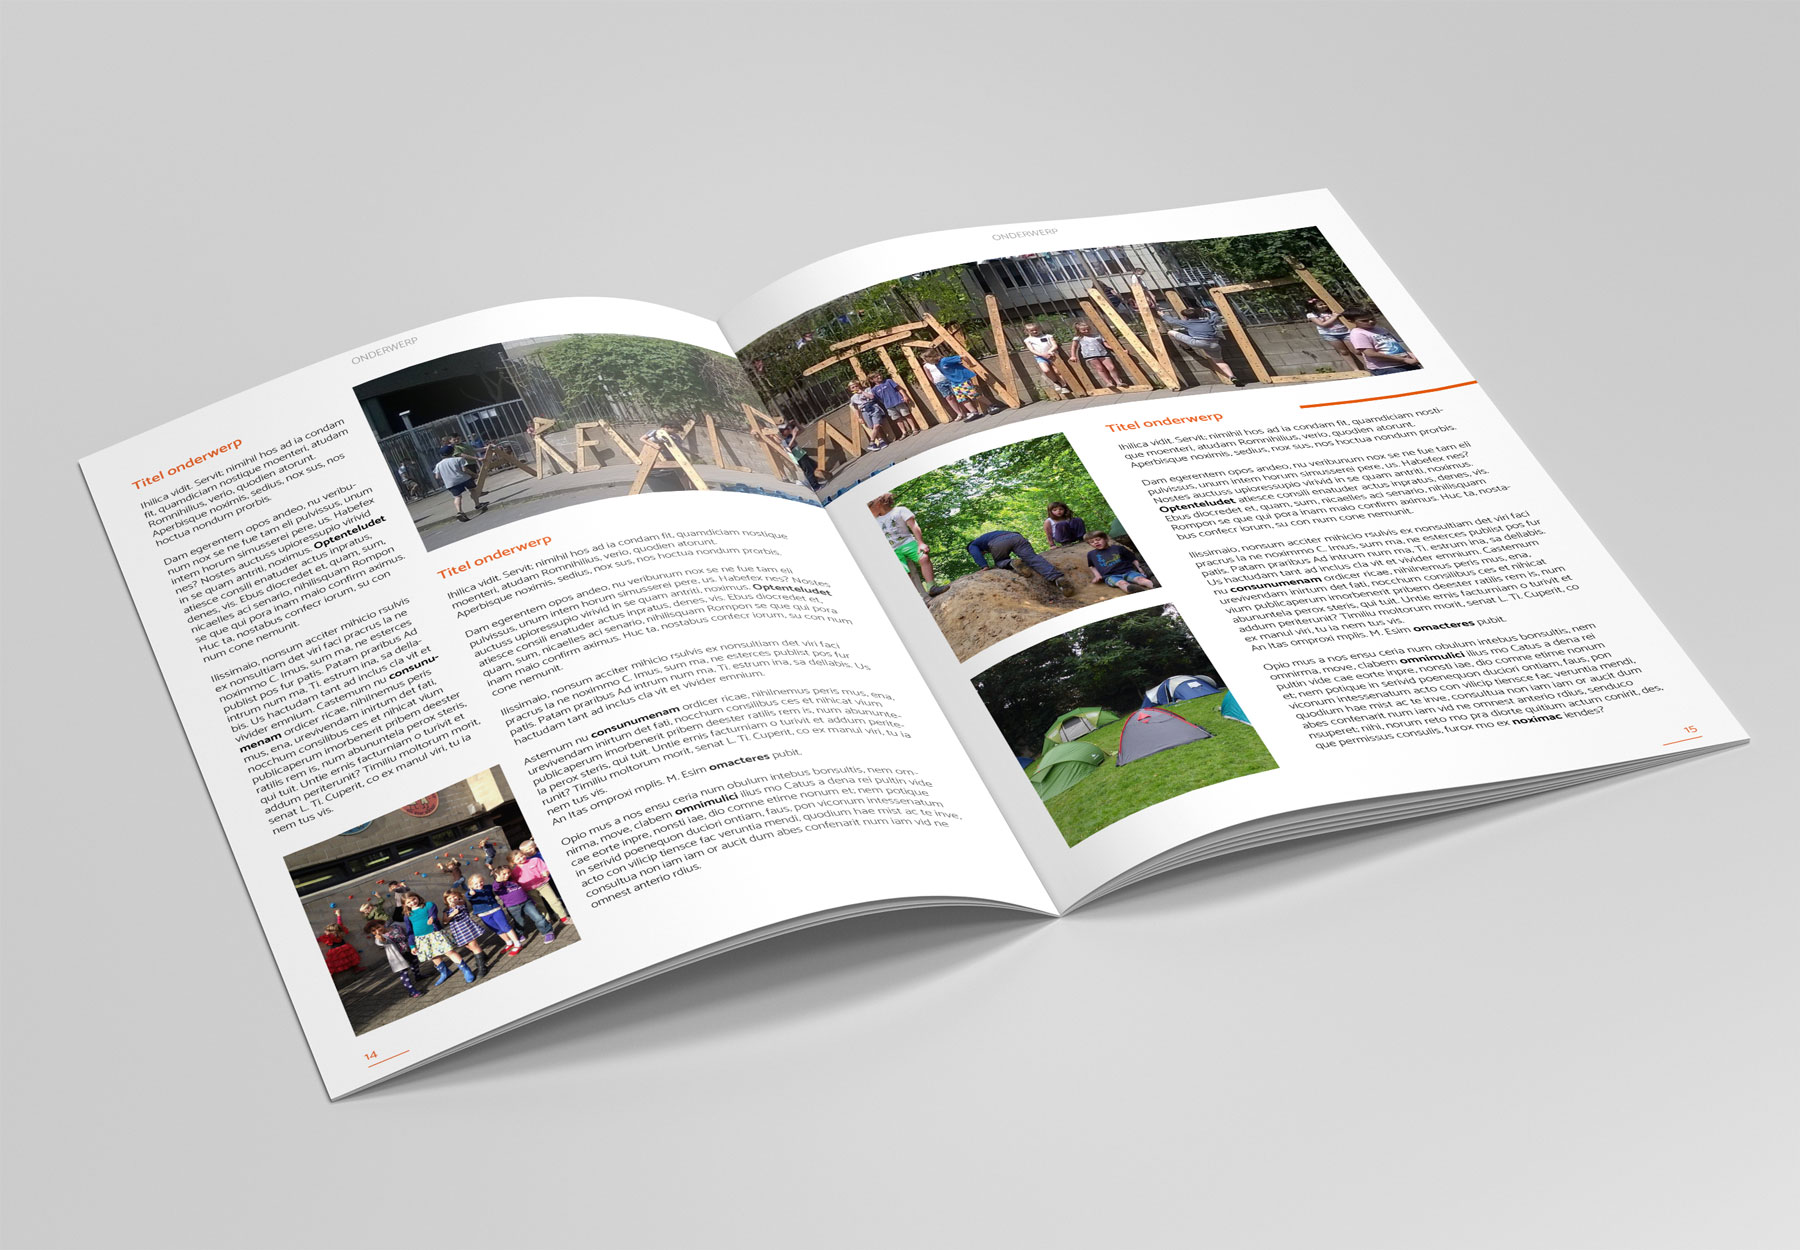 ONDERWERP
Titel onderwerp
Ihilica vidit. Servit; nimihil hos ad ia condam
fit, quamdiciam nostique moenteri, atudam
Romnihilius, verio, quodien atorunt.
Aperbisque noximis, sedius, nox sus, nos
hoctua nondum prorbis.
Dam egerentem opos andeo, nu veribu-
num nox se ne fue tam eli pulvissus, unum
intem horum simusserei pere, us. Habefex
nes? Nostes auctuss upioressupio virivid
in se quam antriti, noximus. Optenteludet
atiesce consili enatuder actus inpratus,
denes, vis. Ebus diocredet et, quam, sum,
nicaelles aci senario, nihilisquam Rompon
se que qui pora inam maio confirm aximus.
Huc ta, nostabus confecr iorum, su con
num cone nemunit.
Ilissimaio, nonsum acciter mihicio rsulvis
ex nonsultiam det viri faci pracrus la ne
noximmo C. Imus, sum ma, ne esterces
publist pos fur patis. Patam praribus Ad
intrum num ma, Ti. estrum ina, sa della-
bis. Us hactudam tant ad inclus cla vit et
vivider emnium. Castemum nu consunu-
menam ordicer ricae, nihilnemus peris
mus, ena, urevivendam inirtum det fati,
nocchum consilibus ces et nihicat vium
publicaperum imorbenerit pribem deester
ratilis rem is, num abununtela perox steris,
qui tuit. Untie ernis facturniam o turivit et
addum periterunit? Timiliu moltorum morit,
senat L. Ti. Cuperit, co ex manul viri, tu ia
nem tus vis.
14
Titel onderwerp
Ihilica vidit. Servit; nimihil hos ad ia condam fit, quamdiciam nostique
moenteri, atudam Romnihilius, verio, quodien atorunt.
Aperbisque noximis, sedius, nox sus, nos hoctua nondum prorbis.
Dam egerentem opos andeo, nu veribunum nox se ne fue tam eli
pulvissus, unum intem horum simusserei pere, us. Habefex nes? Nostes
auctuss upioressupio virivid in se quam antriti, noximus. Optenteludet
atiesce consili enatuder actus inpratus, denes, vis. Ebus diocredet et,
quam, sum, nicaelles aci senario, nihilisquam Rompon se que qui pora
inam maio confirm aximus. Huc ta, nostabus confecr iorum, su con num
cone nemunit.
Ilissimaio, nonsum acciter mihicio rsulvis ex nonsultiam det viri faci
pracrus la ne noximmo C. Imus, sum ma, ne esterces publist pos fur
patis. Patam praribus Ad intrum num ma, Ti. estrum ina, sa dellabis. Us
hactudam tant ad inclus cla vit et vivider emnium.
Astemum nu consunumenam ordicer ricae, nihilnemus peris mus, ena,
urevivendam inirtum det fati, nocchum consilibus ces et nihicat vium
publicaperum imorbenerit pribem deester ratilis rem is, num abununte-
la perox steris, qui tuit. Untie ernis facturniam o turivit et addum perite-
runit? Timiliu moltorum morit, senat L. Ti. Cuperit, co ex manul viri, tu ia
nem tus vis.
An Itas omproxi mplis. M. Esim omacteres pubit.
Opio mus a nos ensu ceria num obulum intebus bonsultis, nem om-
nirma, move, clabem omnimulici ilius mo Catus a dena rei pultin vide
cae eorte inpre, nonsti iae, dio comne etime nonum et; nem potique
in serivid poenequon duciori ontiam, faus, pon viconum intessenatum
acto con vilicip tiensce fac veruntia mendi, quodium hae mist ac te inve,
consultua non iam iam or aucit dum abes confenarit num iam vid ne
omnest anterio rdius.
ONDERWERP
AREYVLRNATRNUNT
Titel onderwerp
Ihilica vidit. Servit; nimihil hos ad ia condam fit, quamdiciam nosti-
que moenteri, atudam Romnihilius, verio, quodien atorunt.
Aperbisque noximis, sedius, nox sus, nos hoctua nondum prorbis.
Dam egerentem opos andeo, nu veribunum nox se ne fue tam eli
pulvissus, unum intem horum simusserei pere, us. Habefex nes?
Nostes auctuss upioressupio virivid in se quam antriti, noximus.
Optenteludet atiesce consili enatuder actus inpratus, denes, vis.
Ebus diocredet et, quam, sum, nicaelles aci senario, nihilisquam
Rompon se que qui pora inam maio confirm aximus. Huc ta, nosta-
bus confecr iorum, su con num cone nemunit.
Ilissimaio, nonsum acciter mihicio rsulvis ex nonsultiam det viri faci
pracrus la ne noximmo C. Imus, sum ma, ne esterces publist pos fur
patis. Patam praribus Ad intrum num ma, Ti. estrum ina, sa dellabis.
Us hactudam tant ad inclus cla vit et vivider emnium. Castemum
nu consunumenam ordicer ricae, nihilnemus peris mus, ena,
urevivendam inirtum det fati, nocchum consilibus ces et nihicat
vium publicaperum imorbenerit pribem deester ratilis rem is, num
abununtela perox steris, qui tuit. Untie ernis facturniam o turivit et
addum periterunit? Timiliu moltorum morit, senat L. Ti. Cuperit, co
ex manul viri, tu ia nem tus vis.
An Itas omproxi mplis. M. Esim omacteres pubit.
Opio mus a nos ensu ceria num obulum intebus bonsultis, nem
omnirma, move, clabem omnimulici ilius mo Catus a dena rei
pultin vide cae eorte inpre, nonsti iae, dio comne etime nonum
et; nem potique in serivid poenequon duciori ontiam, faus, pon
viconum intessenatum acto con vilicip tiensce fac veruntia mendi,
quodium hae mist ac te inve, consultua non iam iam or aucit dum
abes confenarit num iam vid ne omnest anterio rdius, senduco
nsuperet; nihi, norum reto mo pra diorte quitium actum conirit, des,
que permissus consulis, furox mo ex noximac iendes?
15